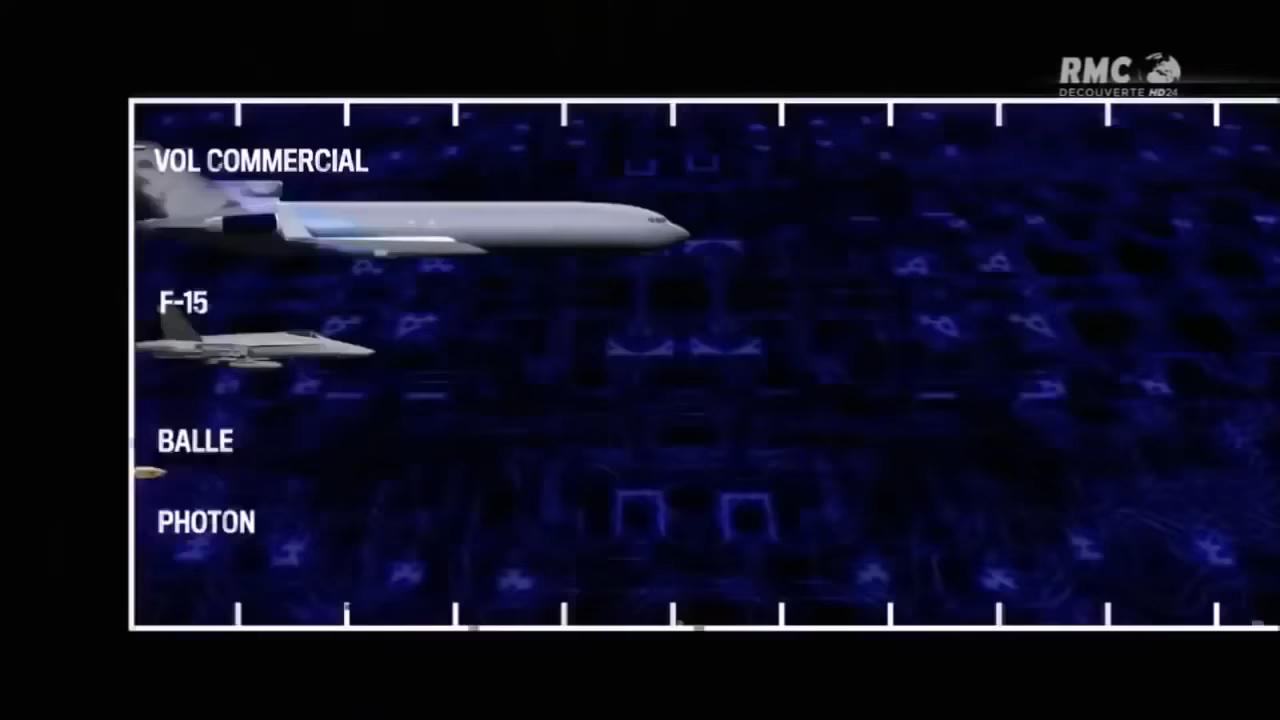 RMC
DECOUVERTE HD24
VOL COMMERCIAL
F-15
BALLE
PHOTON